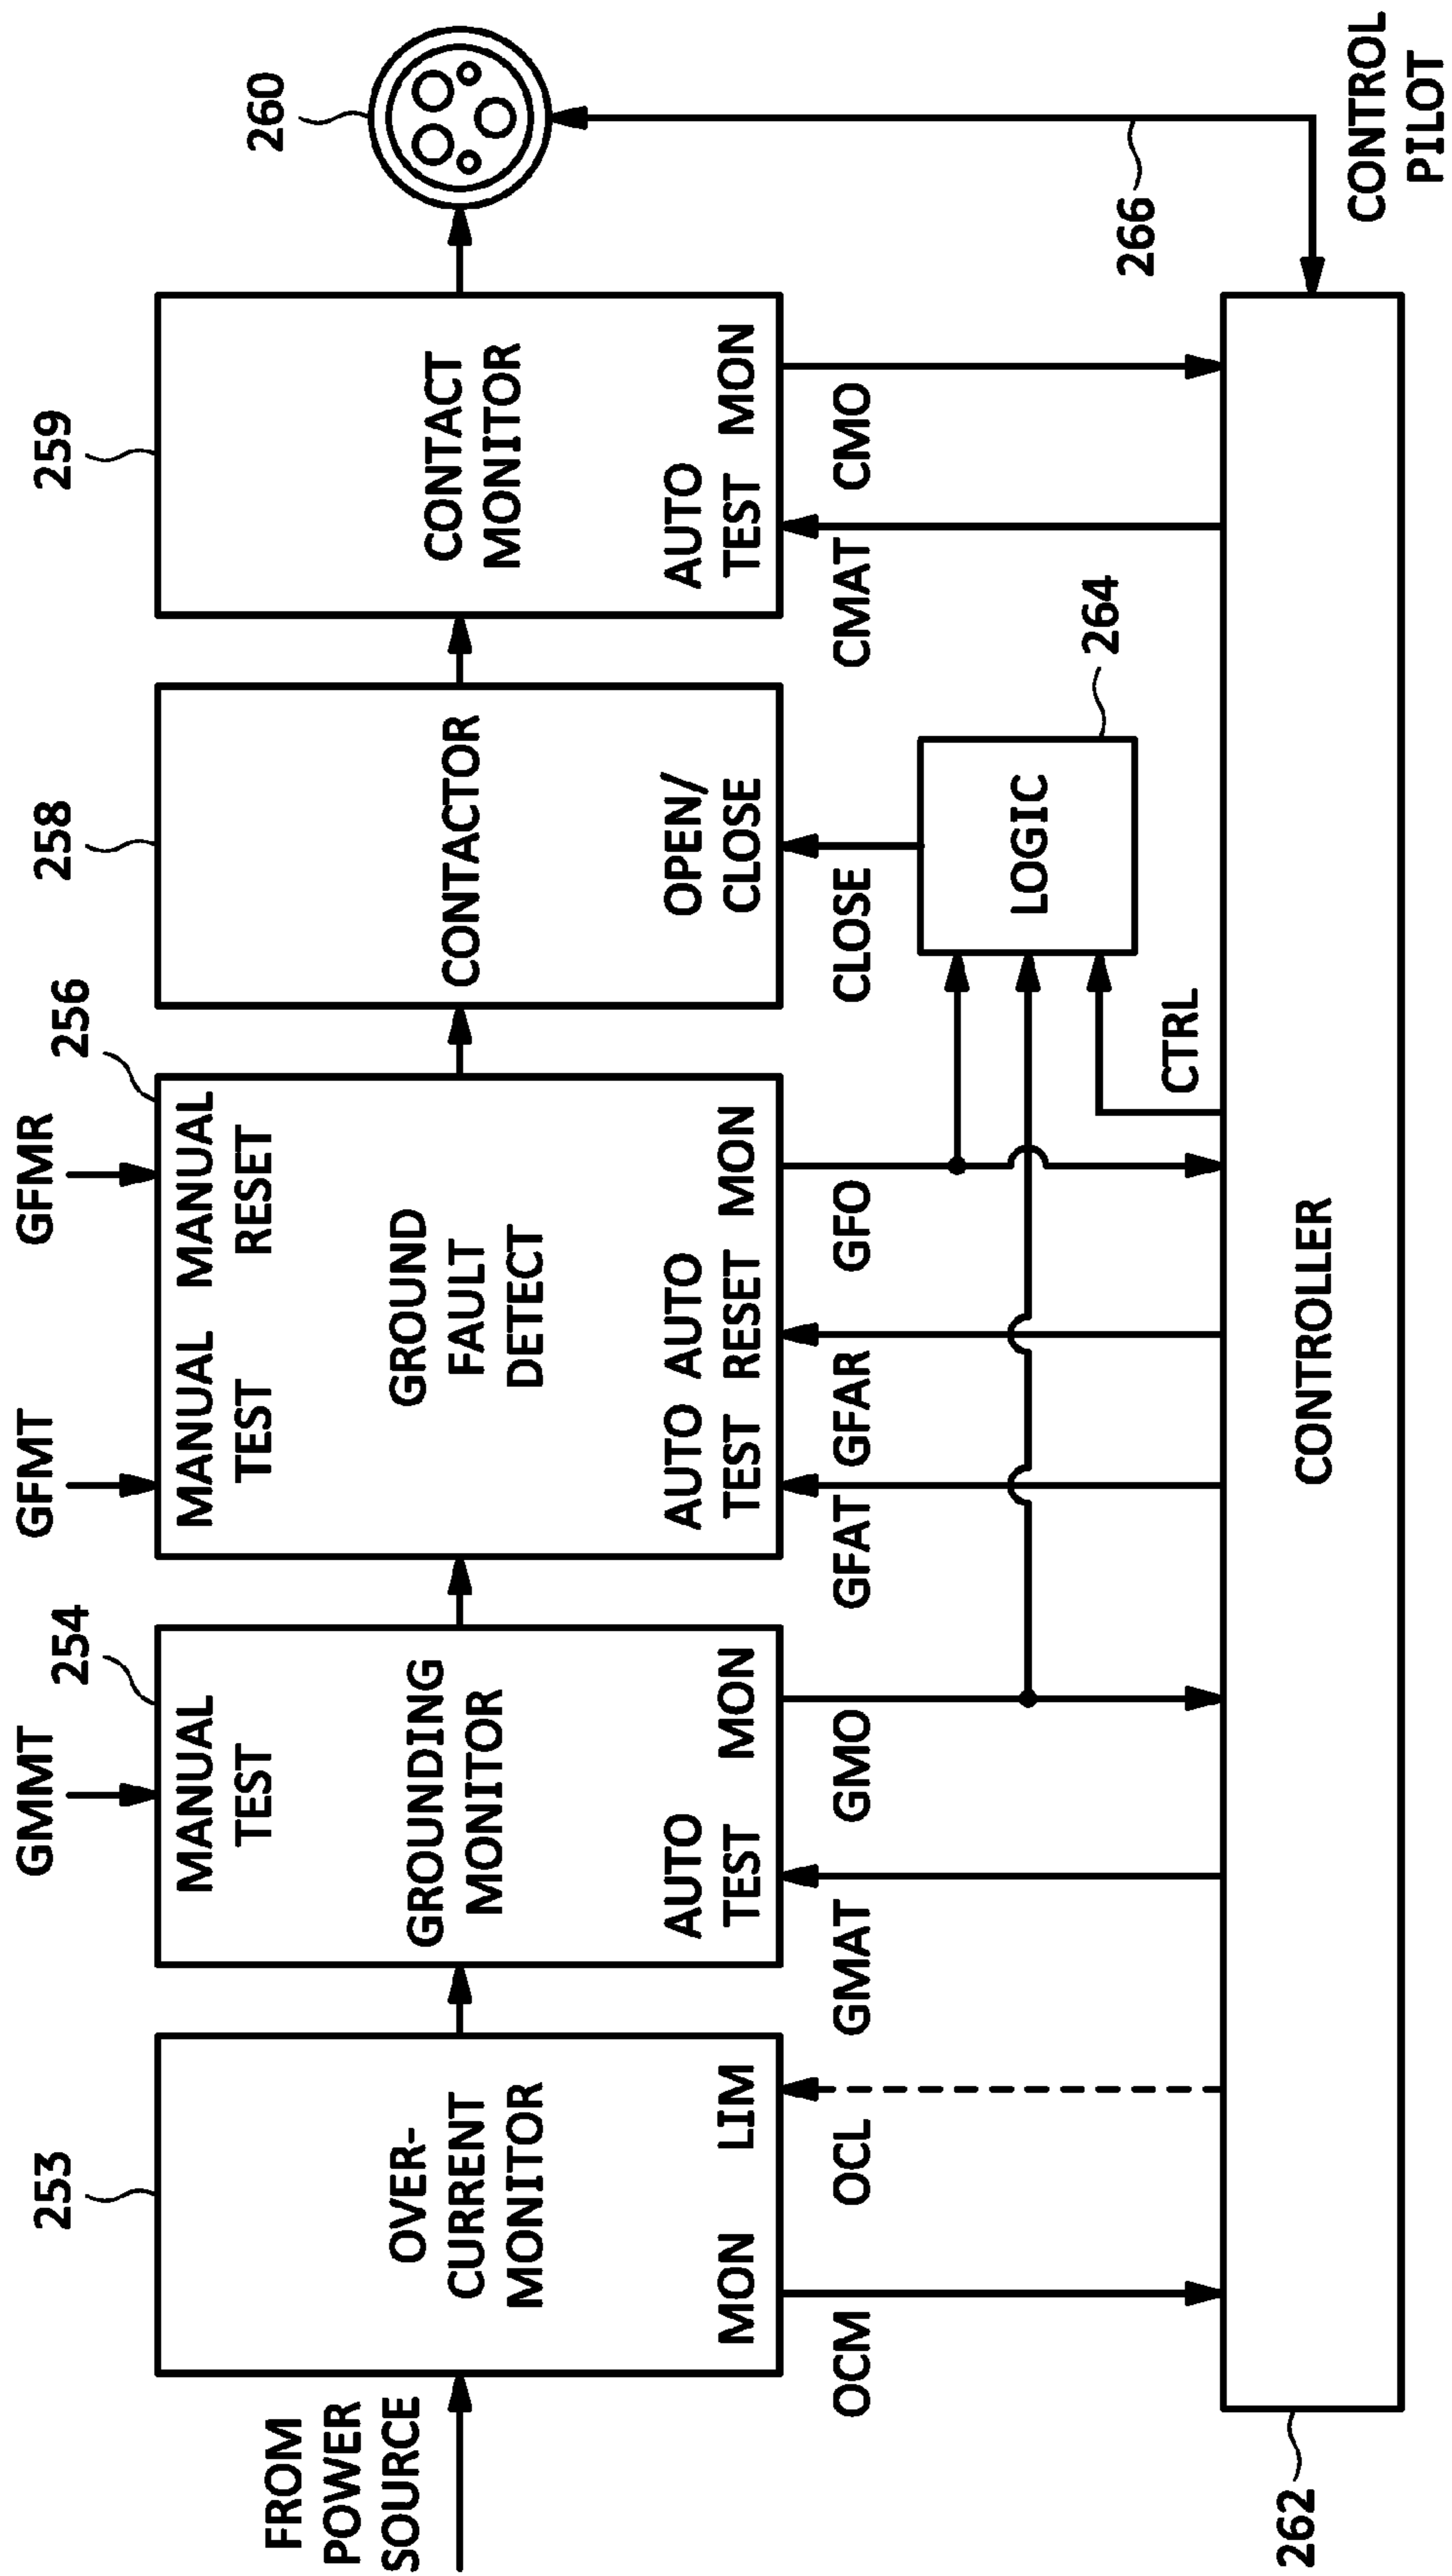 GMMT
GFMT
GFMR
253
254
256
258
259
260
FROM
POWER
SOURCE
OVER-
CURRENT
MONITOR
MON
LIM
MANUAL
TEST
GROUNDING
MONITOR
AUTO
TEST
MON
MANUAL
TEST
MANUAL
RESET
GROUND
FAULT
DETECT
AUTO
TEST
AUTO
RESET
MON
CONTACTOR
OPEN/
CLOSE
CONTACT
MONITOR
AUTO
TEST
MON
OCM
OCL
GMAT
GMO
GFAT
GFAR
GFO
CLOSE
CMAT
CMO
LOGIC
264
CTRL
266
CONTROLLER
262
CONTROL
PILOT